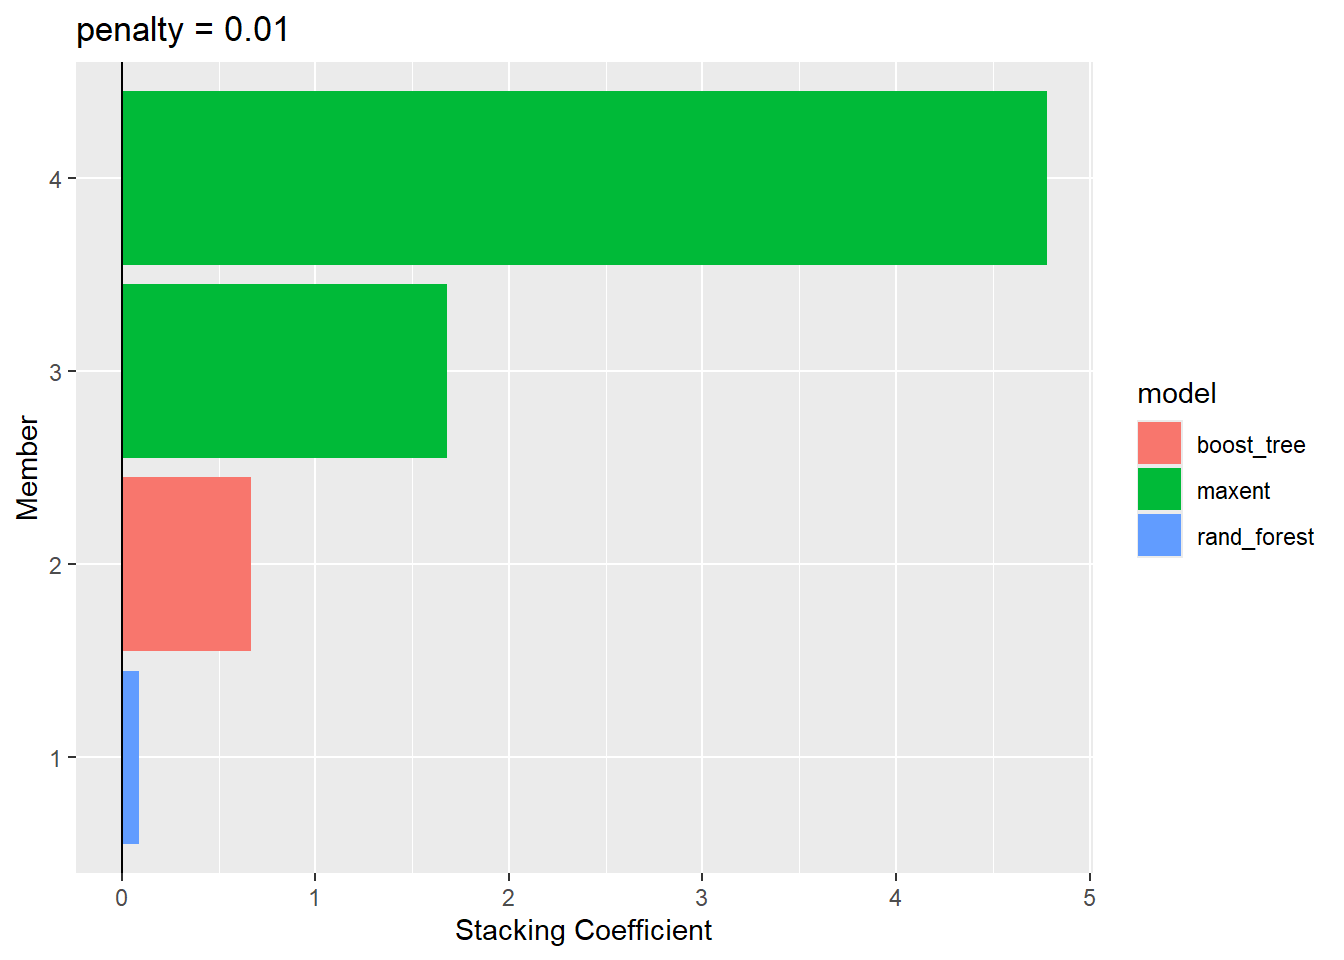 penalty = 0.01
4
3
2
1
Member
0 1 2 3 4 5
Stacking Coefficient
model
boost_tree
maxent
rand_forest